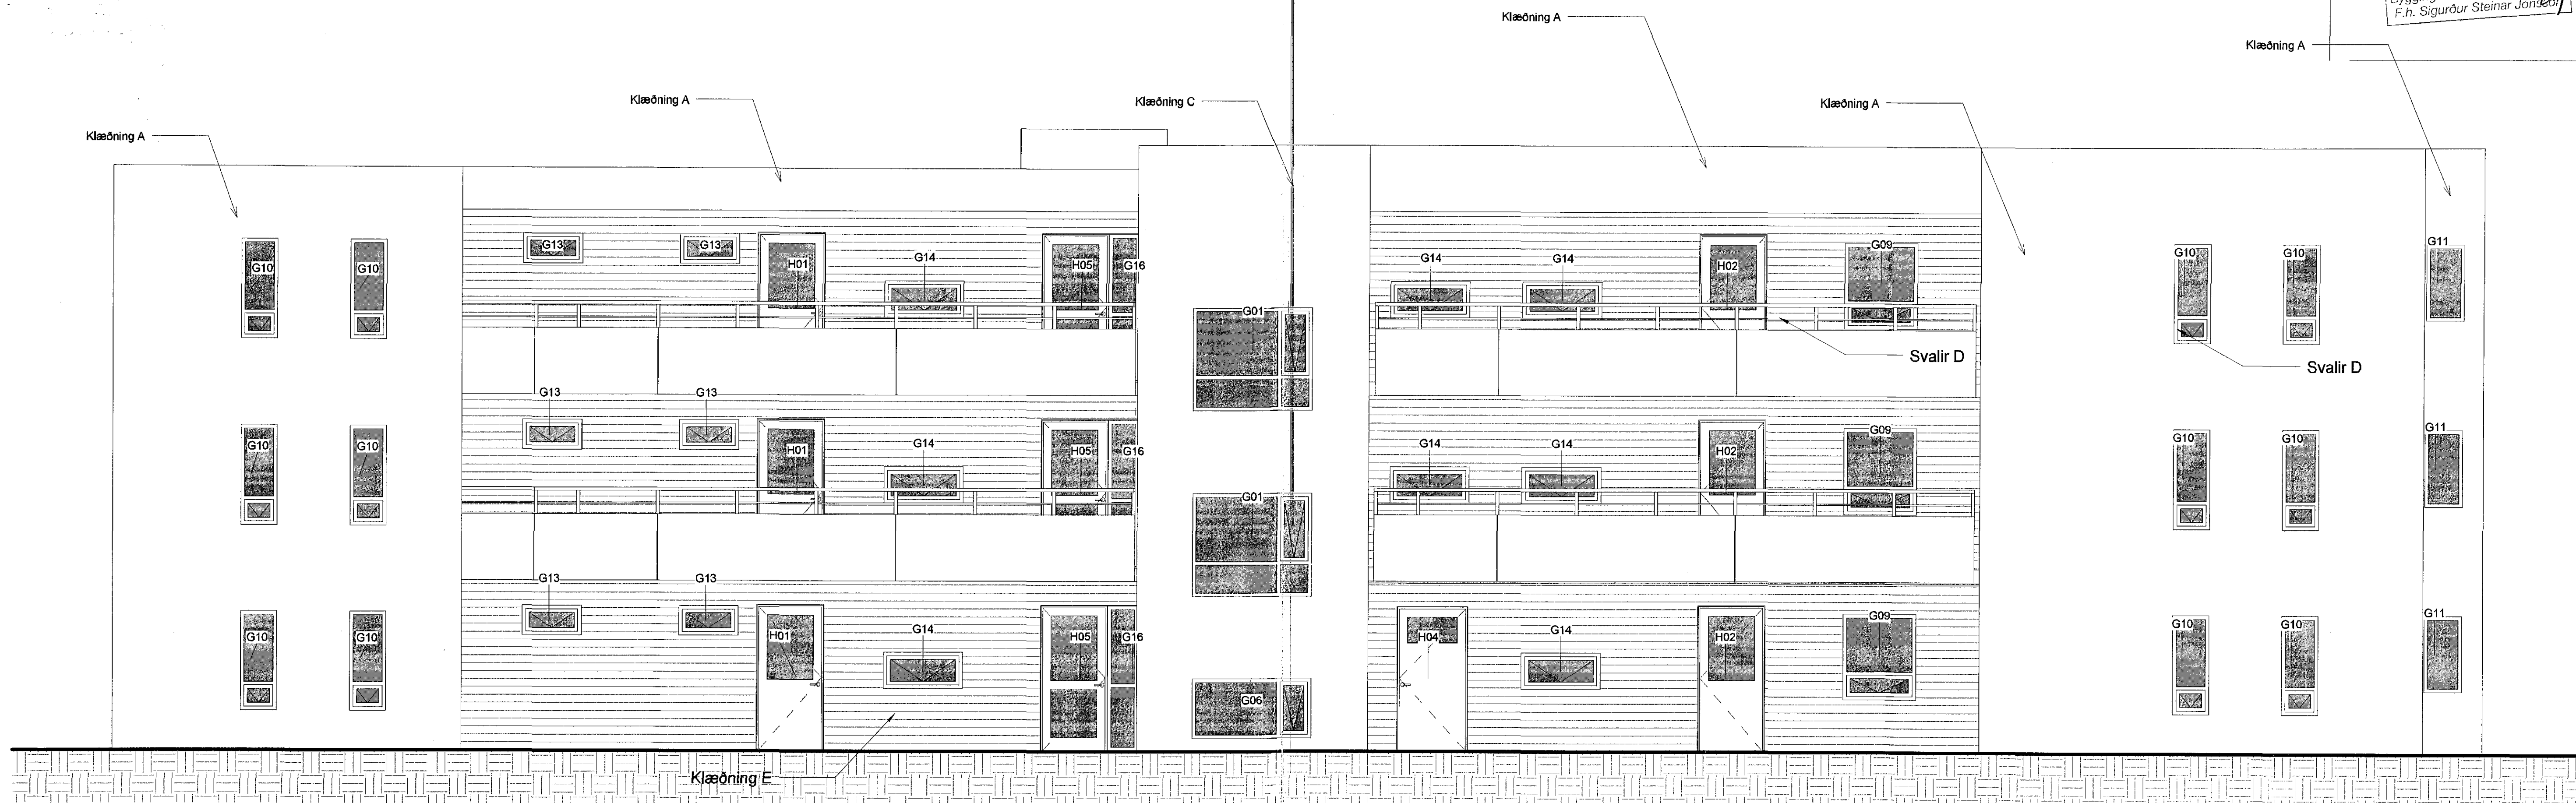 Klæðning A
F.h. Sigurður Steinar Jónsson
Klæðning A
Klæðning A
Klæðning C
Klæðning A
Klæðning A
G10
G10
G13
G13
H01
G14
H05
G16
G01
G14
G14
H02
G09
G10
G10
G11
Svalir D
Svalir D
G10
G10
G13
G13
H01
G14
H05
G16
G01
G14
G14
H02
G09
G10
G10
G11
G10
G10
G13
G13
H01
G14
H05
G16
G06
H04
G14
H02
G09
G10
G10
G11
Klæðning E